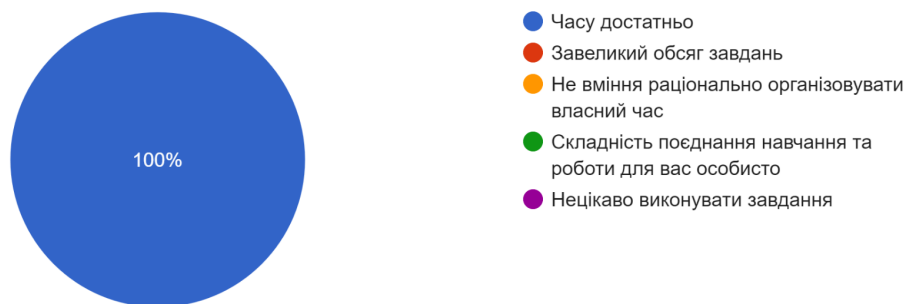 100%
Часу достатньо
Завеликий обсяг завдань
Не вміння раціонально організовувати
власний час
Складність поєднання навчання та
роботи для вас особисто
Нецікаво виконувати завдання